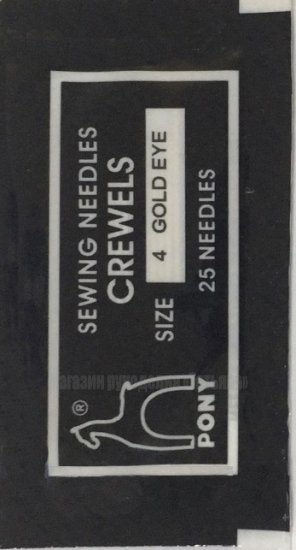 SEWING NEEDLES
CREWELS
SIZE 4 GOLD EYE
25 NEEDLES
®
PONY